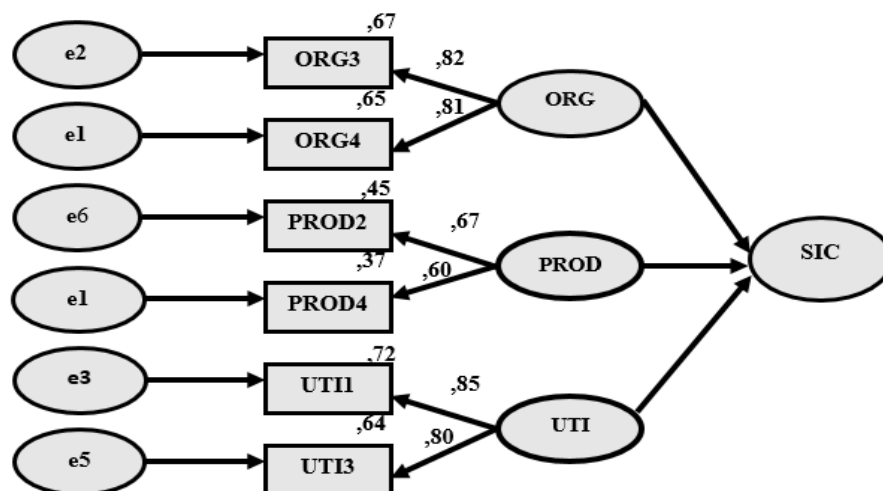 ,67
e2
ORG3
,82
ORG
,65
,81
e1
ORG4
,45
e6
PROD2
,67
SIC
,37
,60
PROD
e1
PROD4
,72
e3
UTI1
,85
,64
,80
UTI
e5
UTI3